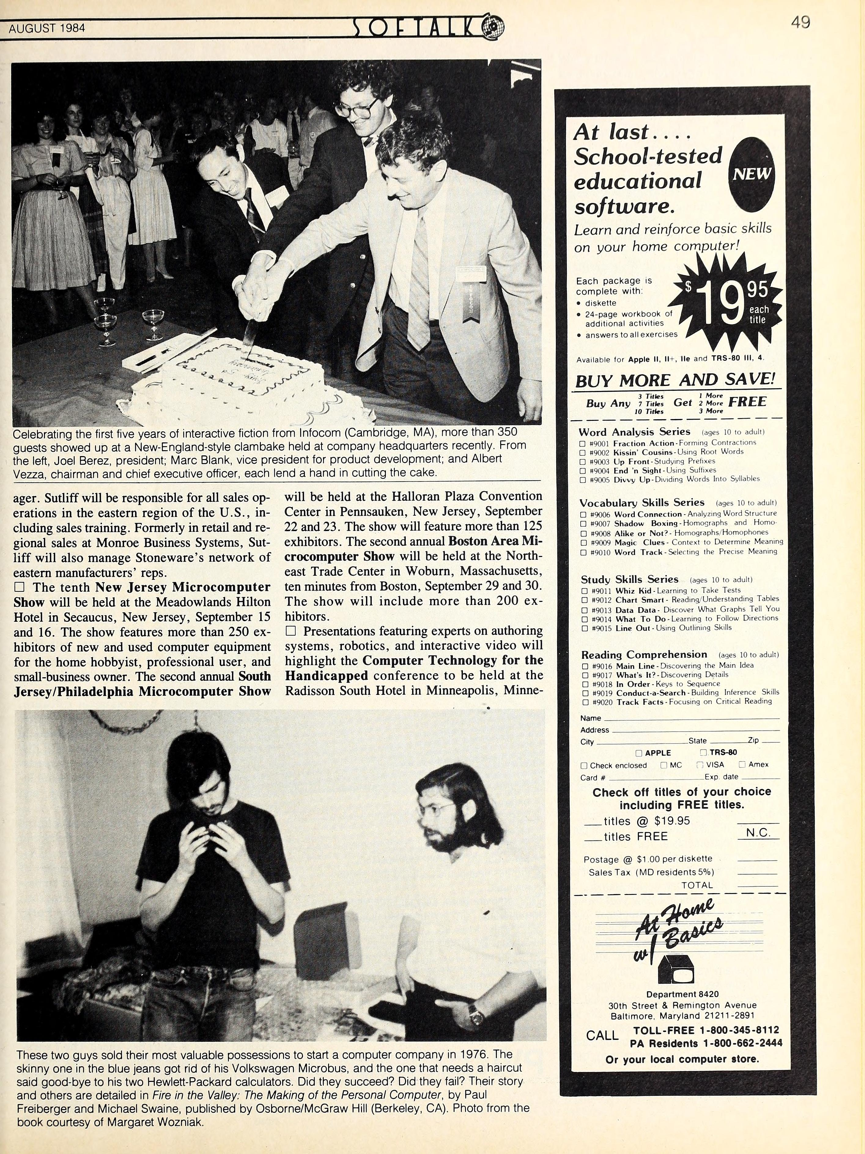 AUGUST 1984
SOFTALK
49
Celebrating the first five years of interactive fiction from Infocom (Cambridge, MA), more than 350
guests showed up at a New-England-style clambake held at company headquarters recently. From
the left, Joel Berez, president; Marc Blank, vice president for product development; and Albert
Vezza, chairman and chief executive officer, each lend a hand in cutting the cake.
ager. Sutliff will be responsible for all sales op-
erations in the eastern region of the U.S., in-
cluding sales training. Formerly in retail and re-
gional sales at Monroe Business Systems, Sut-
liff will also manage Stoneware's network of
eastern manufacturers' reps.
□ The tenth New Jersey Microcomputer
Show will be held at the Meadowlands Hilton
Hotel in Secaucus, New Jersey, September 15
and 16. The show features more than 250 ex-
hibitors of new and used computer equipment
for the home hobbyist, professional user, and
small-business owner. The second annual South
Jersey/Philadelphia Microcomputer Show
will be held at the Halloran Plaza Convention
Center in Pennsauken, New Jersey, September
22 and 23. The show will feature more than 125
exhibitors. The second annual Boston Area Mi-
crocomputer Show will be held at the North-
east Trade Center in Woburn, Massachusetts,
ten minutes from Boston, September 29 and 30.
The show will include more than 200 ex-
hibitors.
□ Presentations featuring experts on authoring
systems, robotics, and interactive video will
highlight the Computer Technology for the
Handicapped conference to be held at the
Radisson South Hotel in Minneapolis, Minne-
These two guys sold their most valuable possessions to start a computer company in 1976. The
skinny one in the blue jeans got rid of his Volkswagen Microbus, and the one that needs a haircut
said good-bye to his two Hewlett-Packard calculators. Did they succeed? Did they fail? Their story
and others are detailed in Fire in the Valley: The Making of the Personal Computer, by Paul
Freiberger and Michael Swaine, published by Osborne/McGraw Hill (Berkeley, CA). Photo from the
book courtesy of Margaret Wozniak.
At last....
School-tested
educational
software.
NEW
Learn and reinforce basic skills
on your home computer!
Each package is
complete with:
• diskette
• 24-page workbook of
additional activities
• answers to all exercises
$19.95
each
title
Available for Apple II, II+, IIe and TRS-80 III, 4.
BUY MORE AND SAVE!
Buy Any 3 Titles Get 1 More FREE
7 Titles 2 More
10 Titles 3 More
Word Analysis Series (ages 10 to adult)
□ #9001 Fraction Action-Forming Contractions
□ #9002 Kissin' Cousins-Using Root Words
□ #9003 Up Front-Studying Prefixes
□ #9004 End 'n Sight-Using Suffixes
□ #9005 Divvy Up-Dividing Words Into Syllables
Vocabulary Skills Series (ages 10 to adult)
□ #9006 Word Connection-Analyzing Word Structure
□ #9007 Shadow Boxing-Homographs and Homo-
□ #9008 Alike or Not?-Homographs/Homophones
□ #9009 Magic Clues-Context to Determine Meaning
□ #9010 Word Track-Selecting the Precise Meaning
Study Skills Series (ages 10 to adult)
□ #9011 Whiz Kid-Learning to Take Tests
□ #9012 Chart Smart-Reading/Understanding Tables
□ #9013 Data Data-Discover What Graphs Tell You
□ #9014 What To Do-Learning to Follow Directions
□ #9015 Line Out-Using Outlining Skills
Reading Comprehension (ages 10 to adult)
□ #9016 Main Line-Discovering the Main Idea
□ #9017 What's It?-Discovering Details
□ #9018 In Order-Keys to Sequence
□ #9019 Conduct-a-Search-Building Inference Skills
□ #9020 Track Facts-Focusing on Critical Reading
Name
Address
City State Zip
□ APPLE □ TRS-80
□ Check enclosed □ MC □ VISA □ Amex
Card # Exp. date
Check off titles of your choice
including FREE titles.
titles @ $19.95
titles FREE N.C.
Postage @ $1.00 per diskette
Sales Tax (MD residents 5%)
TOTAL
At Home
w/ Basics
Department 8420
30th Street & Remington Avenue
Baltimore, Maryland 21211-2891
CALL TOLL-FREE 1-800-345-8112
PA Residents 1-800-662-2444
Or your local computer store.